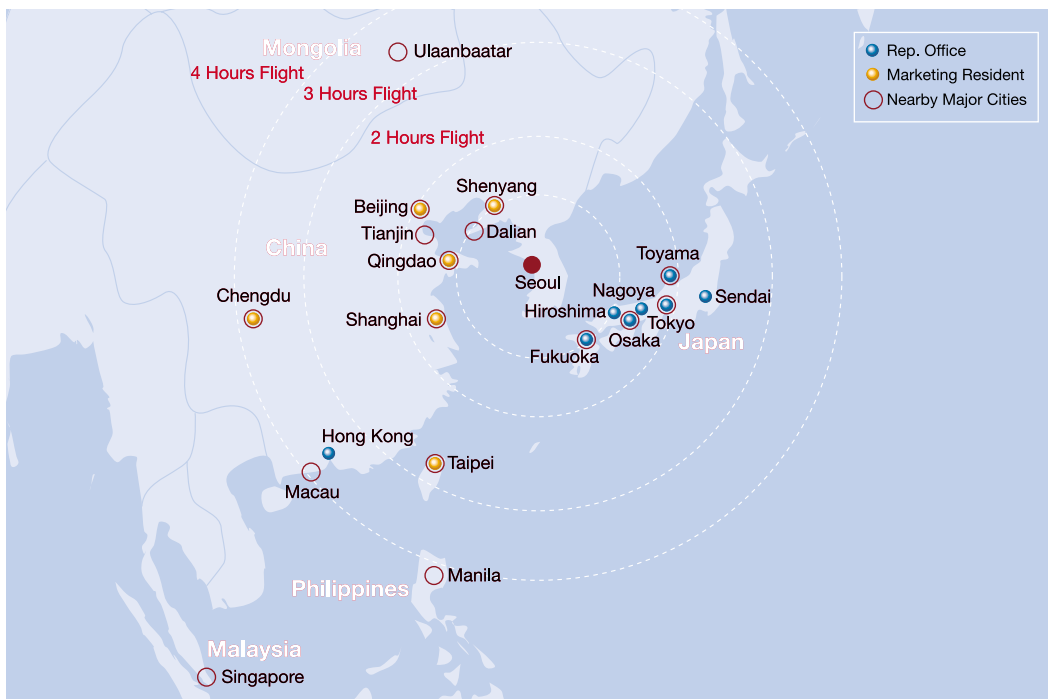 Mongolia
Ulaanbaatar
Rep. Office
4 Hours Flight
Marketing Resident
3 Hours Flight
Nearby Major Cities
2 Hours Flight
Shenyang
Beijing
Tianjin
Dalian
China
Toyama
Qingdao
Seoul
Chengdu
Nagoya
Sendai
Shanghai
Hiroshima
Tokyo
Osaka
Japan
Fukuoka
Hong Kong
Taipei
Macau
Manila
Philippines
Malaysia
Singapore